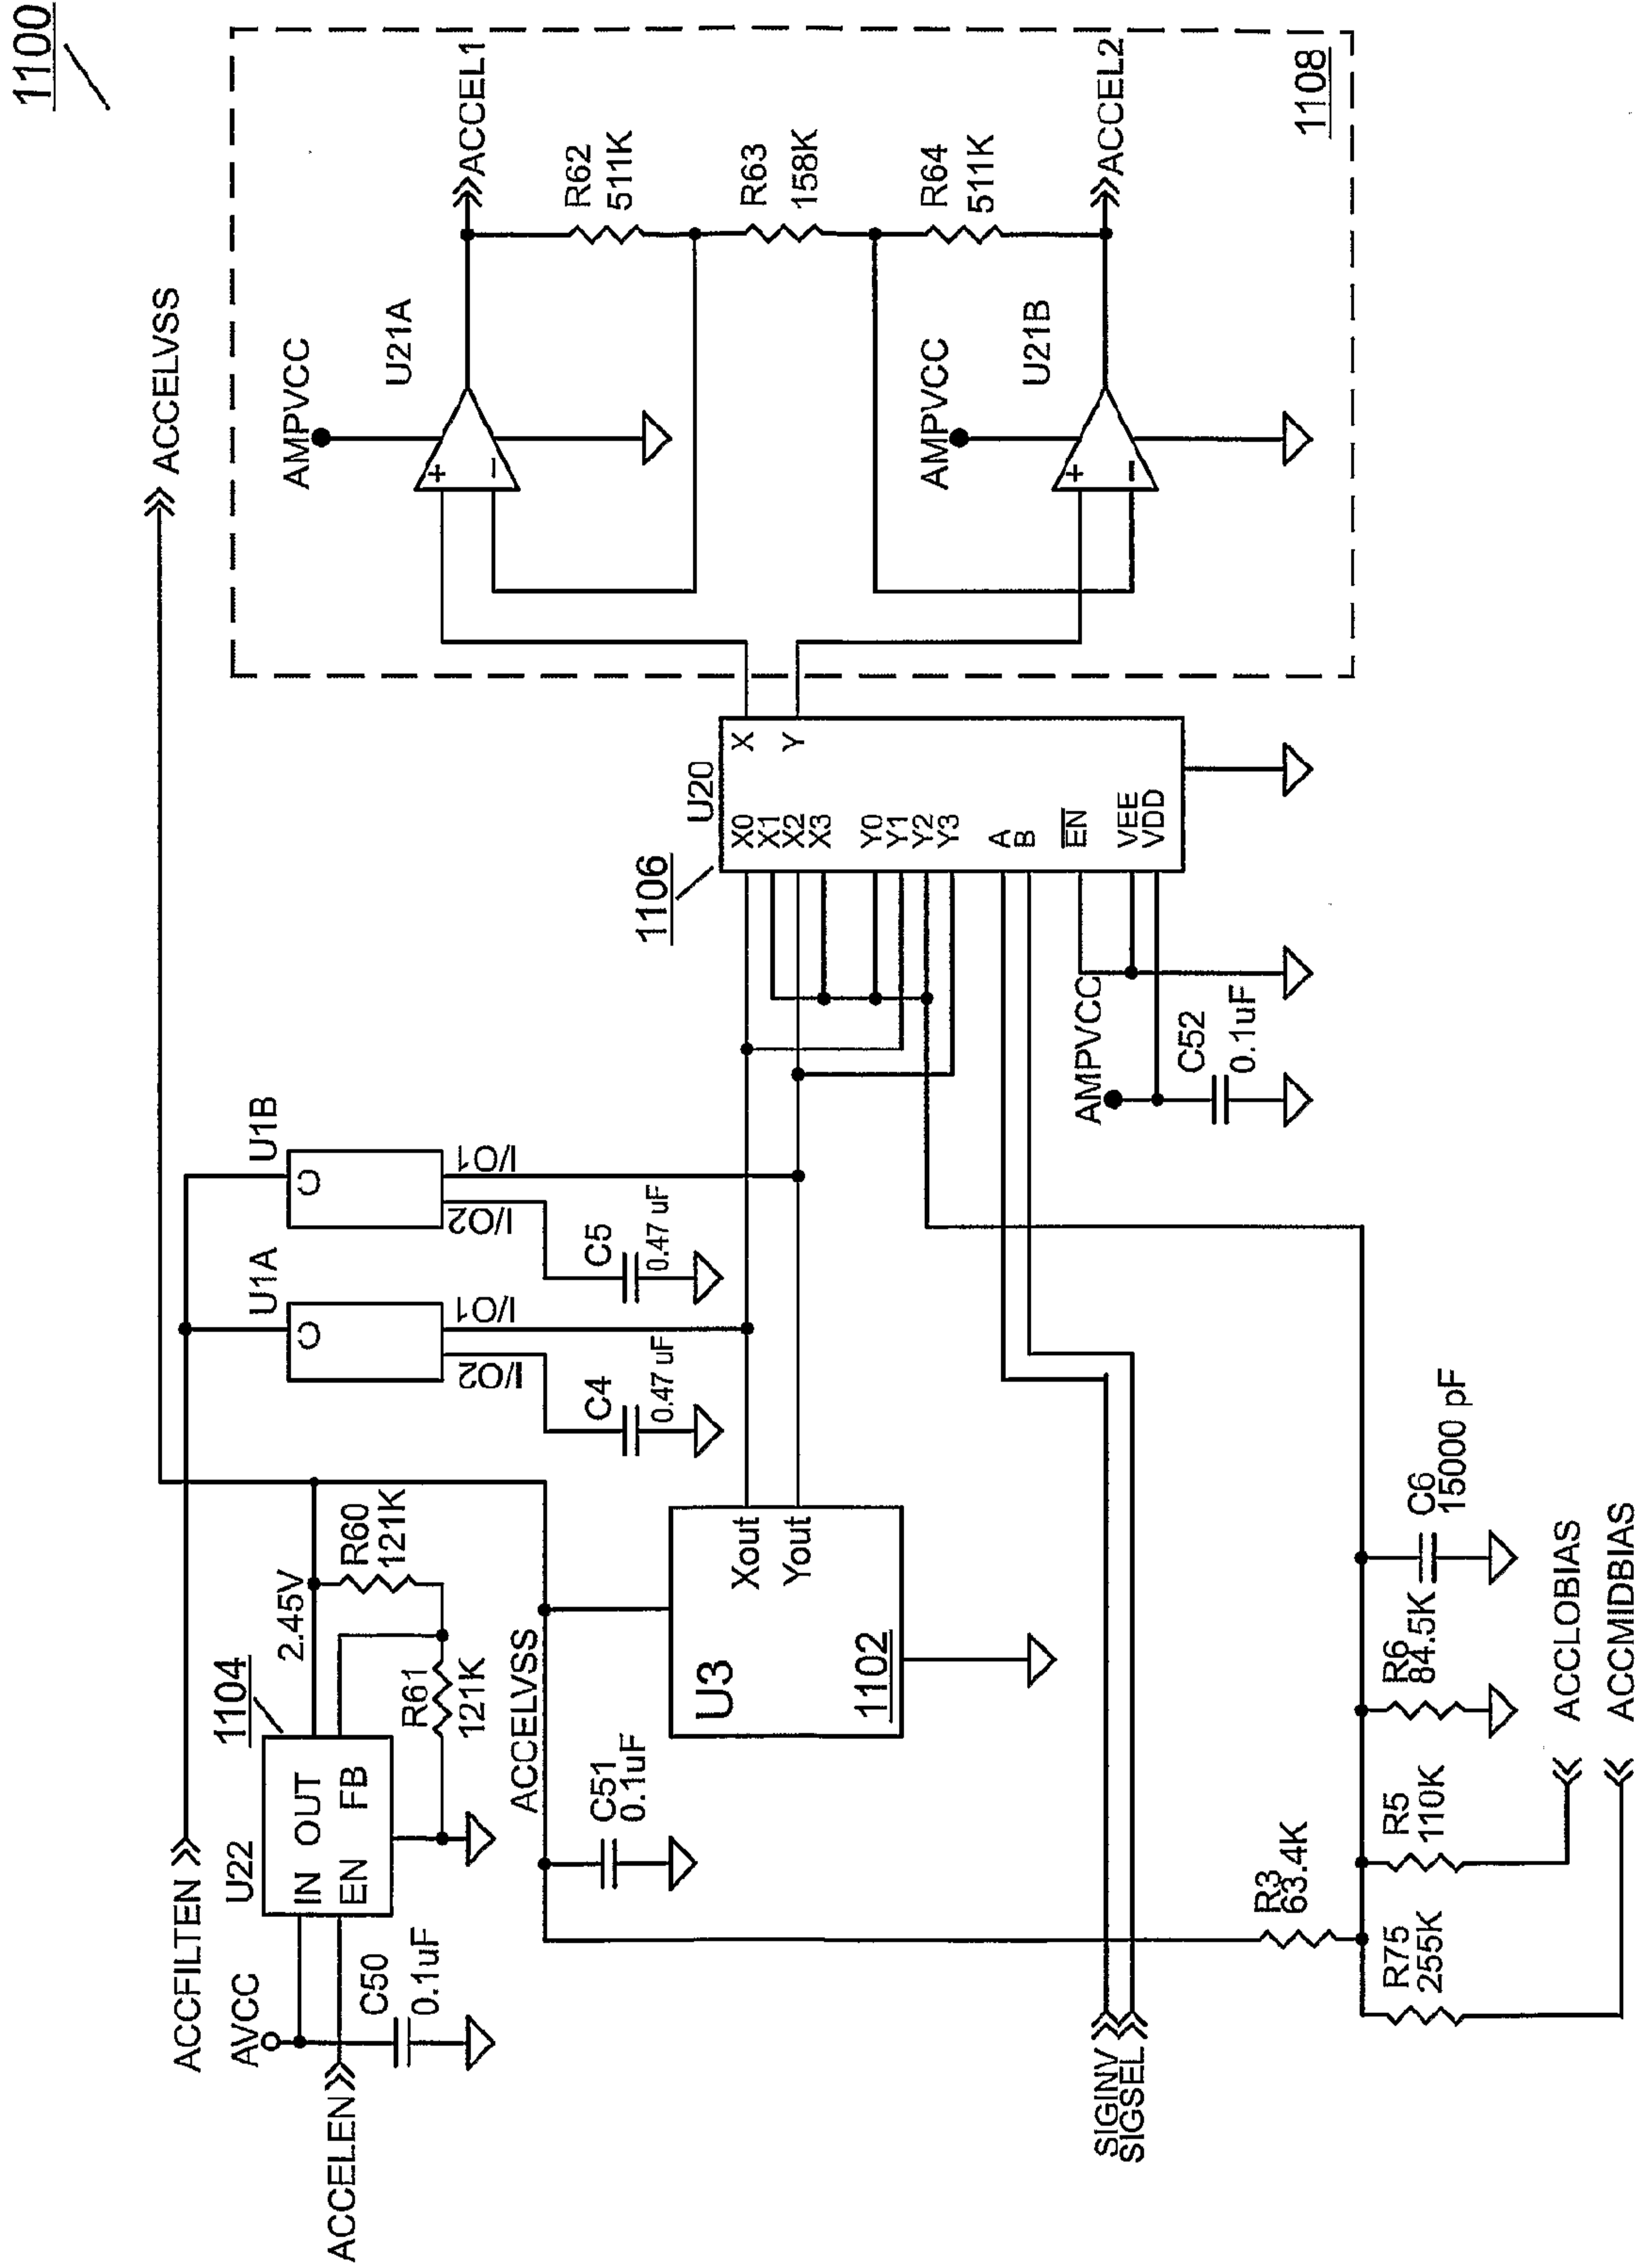 1100
ACCELVSS
ACCFILTEN
AVCC
ACCELEN
U22
1104
IN OUT
EN FB
2.45V
C50
0.1uF
R60
121K
R61
121K
U1A
C
I/O2
I/O1
U1B
C
I/O2
I/O1
C4
0.47 uF
C5
0.47 uF
ACCELVSS
C51
0.1uF
U3
1102
Xout
Yout
1106
U20
X0
X1
X2
X3
Y0
Y1
Y2
Y3
A
B
EN
VEE
VDD
X
Y
AMPVCC
C52
0.1uF
AMPVCC
U21A
+
−
ACCEL1
R62
511K
R63
158K
R64
511K
AMPVCC
U21B
+
−
ACCEL2
1108
SIGINV
SIGSEL
R3
63.4K
R75
255K
R5
110K
R6
84.5K
C6
15000 pF
ACCLOBIAS
ACCMIDBIAS